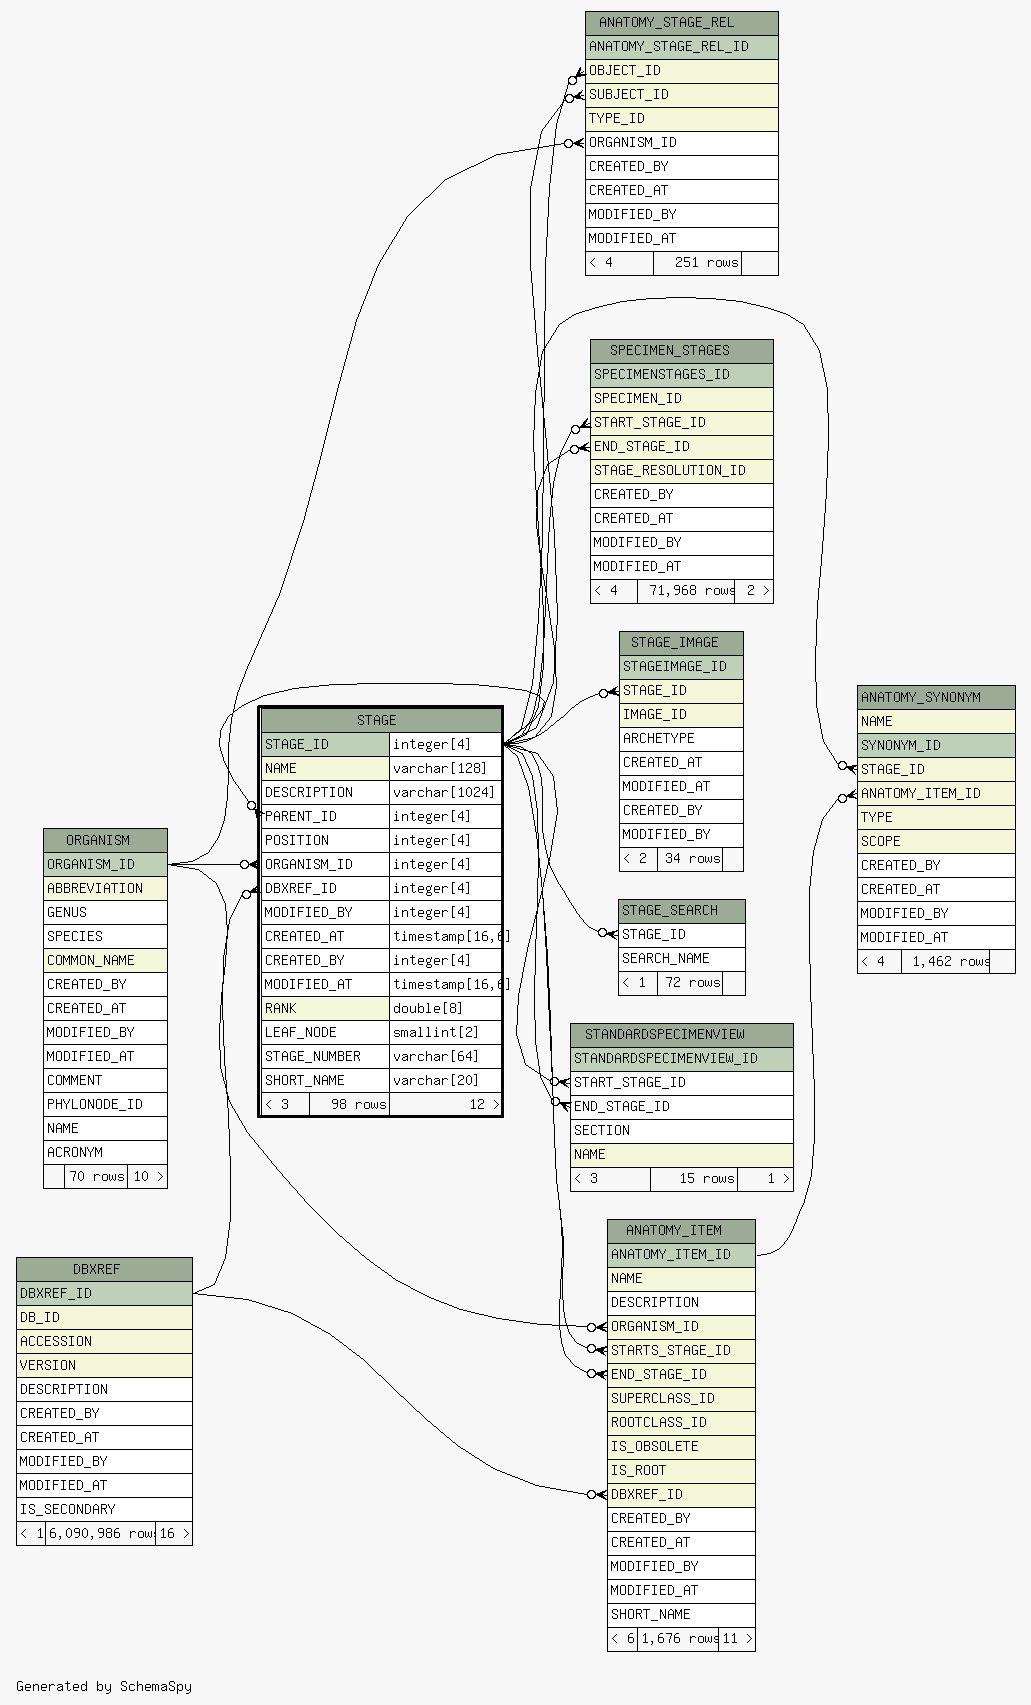 ANATOMY_STAGE_REL
ANATOMY_STAGE_REL_ID
OBJECT_ID
SUBJECT_ID
TYPE_ID
ORGANISM_ID
CREATED_BY
CREATED_AT
MODIFIED_BY
MODIFIED_AT
< 4 251 rows
SPECIMEN_STAGES
SPECIMENSTAGES_ID
SPECIMEN_ID
START_STAGE_ID
END_STAGE_ID
STAGE_RESOLUTION_ID
CREATED_BY
CREATED_AT
MODIFIED_BY
MODIFIED_AT
< 4 71,968 rows 2 >
STAGE_IMAGE
STAGEIMAGE_ID
STAGE_ID
IMAGE_ID
ARCHETYPE
CREATED_AT
MODIFIED_AT
CREATED_BY
MODIFIED_BY
< 2 34 rows
ANATOMY_SYNONYM
NAME
SYNONYM_ID
STAGE_ID
ANATOMY_ITEM_ID
TYPE
SCOPE
CREATED_BY
CREATED_AT
MODIFIED_BY
MODIFIED_AT
< 4 1,462 rows
STAGE
STAGE_ID integer[4]
NAME varchar[128]
DESCRIPTION varchar[1024]
PARENT_ID integer[4]
POSITION integer[4]
ORGANISM_ID integer[4]
DBXREF_ID integer[4]
MODIFIED_BY integer[4]
CREATED_AT timestamp[16,6]
CREATED_BY integer[4]
MODIFIED_AT timestamp[16,6]
RANK double[8]
LEAF_NODE smallint[2]
STAGE_NUMBER varchar[64]
SHORT_NAME varchar[20]
< 3 98 rows 12 >
ORGANISM
ORGANISM_ID
ABBREVIATION
GENUS
SPECIES
COMMON_NAME
CREATED_BY
CREATED_AT
MODIFIED_BY
MODIFIED_AT
COMMENT
PHYLONODE_ID
NAME
ACRONYM
70 rows 10 >
STAGE_SEARCH
STAGE_ID
SEARCH_NAME
< 1 72 rows
STANDARDSPECIMENVIEW
STANDARDSPECIMENVIEW_ID
START_STAGE_ID
END_STAGE_ID
SECTION
NAME
< 3 15 rows 1 >
ANATOMY_ITEM
ANATOMY_ITEM_ID
NAME
DESCRIPTION
ORGANISM_ID
STARTS_STAGE_ID
END_STAGE_ID
SUPERCLASS_ID
ROOTCLASS_ID
IS_OBSOLETE
IS_ROOT
DBXREF_ID
CREATED_BY
CREATED_AT
MODIFIED_BY
MODIFIED_AT
SHORT_NAME
< 6 1,676 rows 11 >
DBXREF
DBXREF_ID
DB_ID
ACCESSION
VERSION
DESCRIPTION
CREATED_BY
CREATED_AT
MODIFIED_BY
MODIFIED_AT
IS_SECONDARY
< 1 6,090,986 rows 16 >
Generated by SchemaSpy